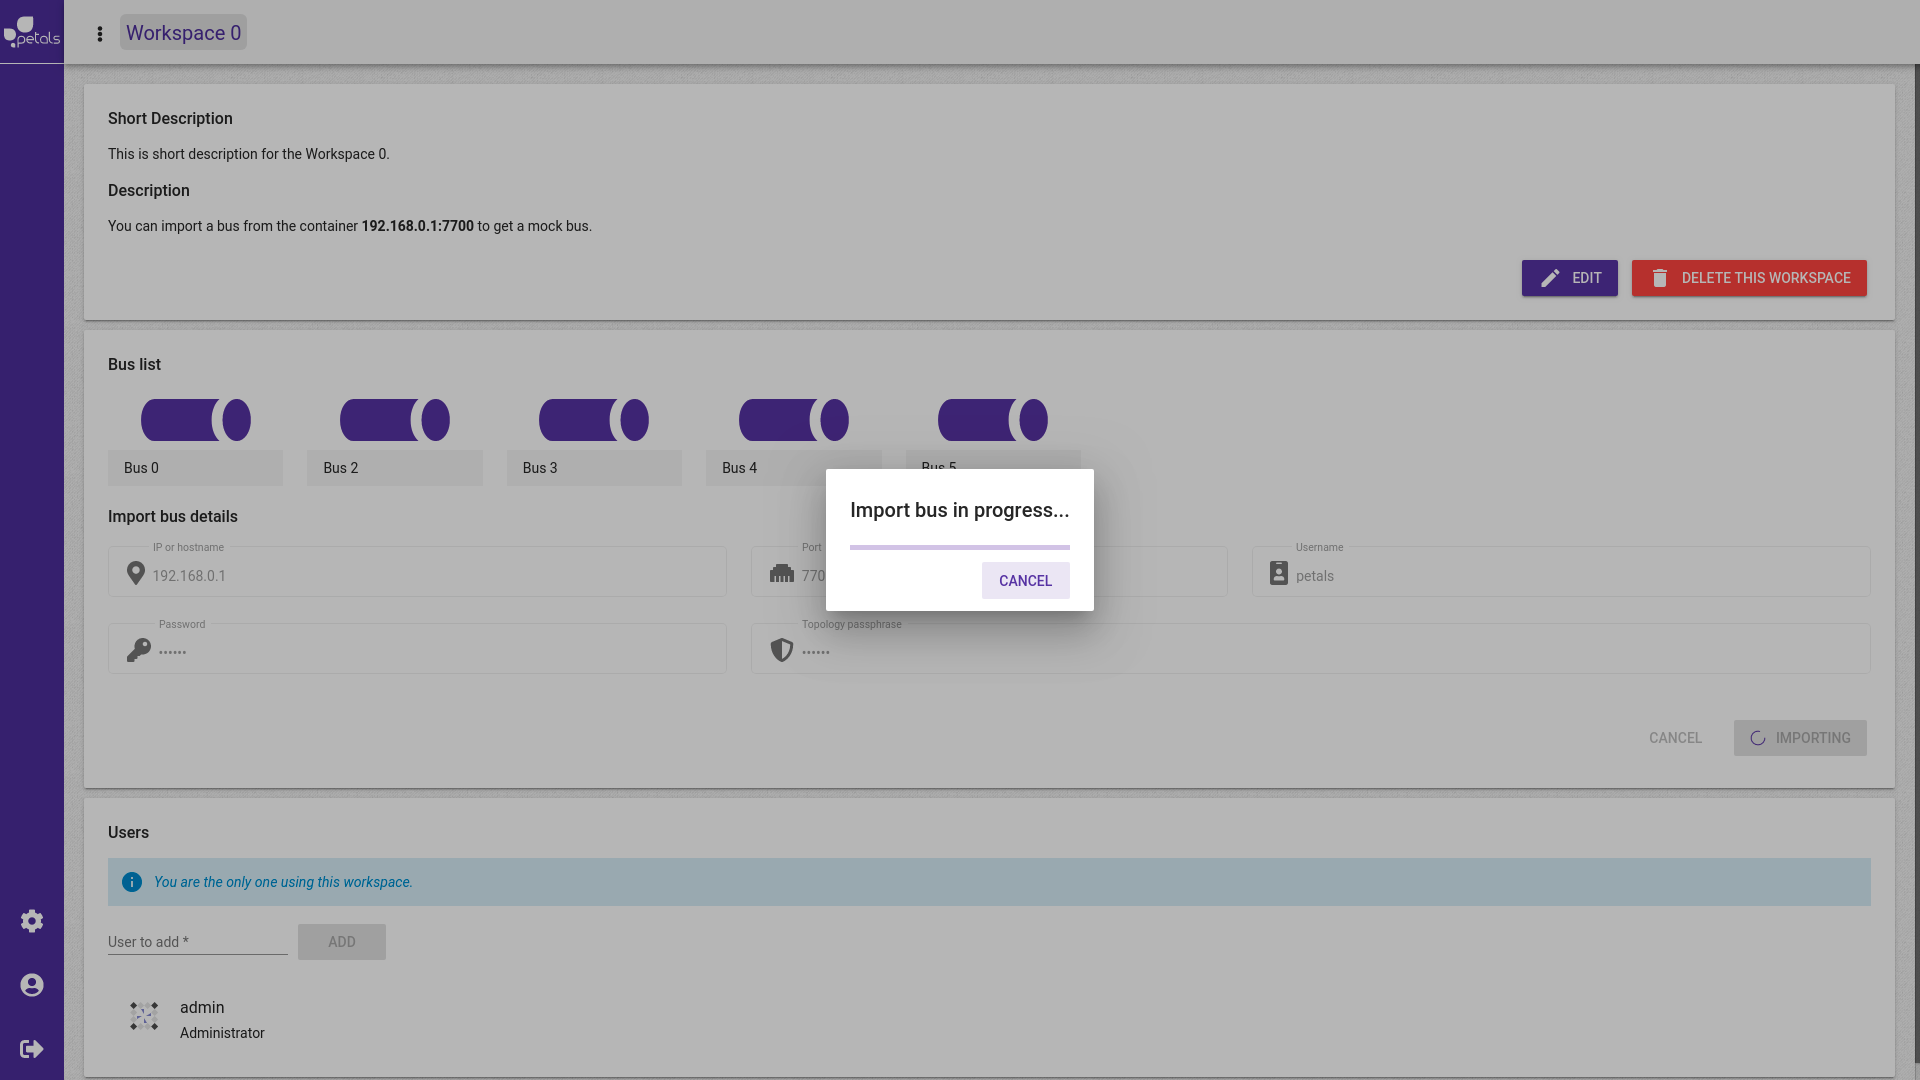 petals
Workspace 0
Short Description
This is short description for the Workspace 0.
Description
You can import a bus from the container 192.168.0.1:7700 to get a mock bus.
EDIT
DELETE THIS WORKSPACE
Bus list
Bus 0
Bus 2
Bus 3
Bus 4
Bus 5
Import bus in progress...
CANCEL
Import bus details
IP or hostname
192.168.0.1
Port
770
Username
petals
Password
••••••
Topology passphrase
••••••
CANCEL
IMPORTING
Users
You are the only one using this workspace.
User to add *
ADD
admin
Administrator